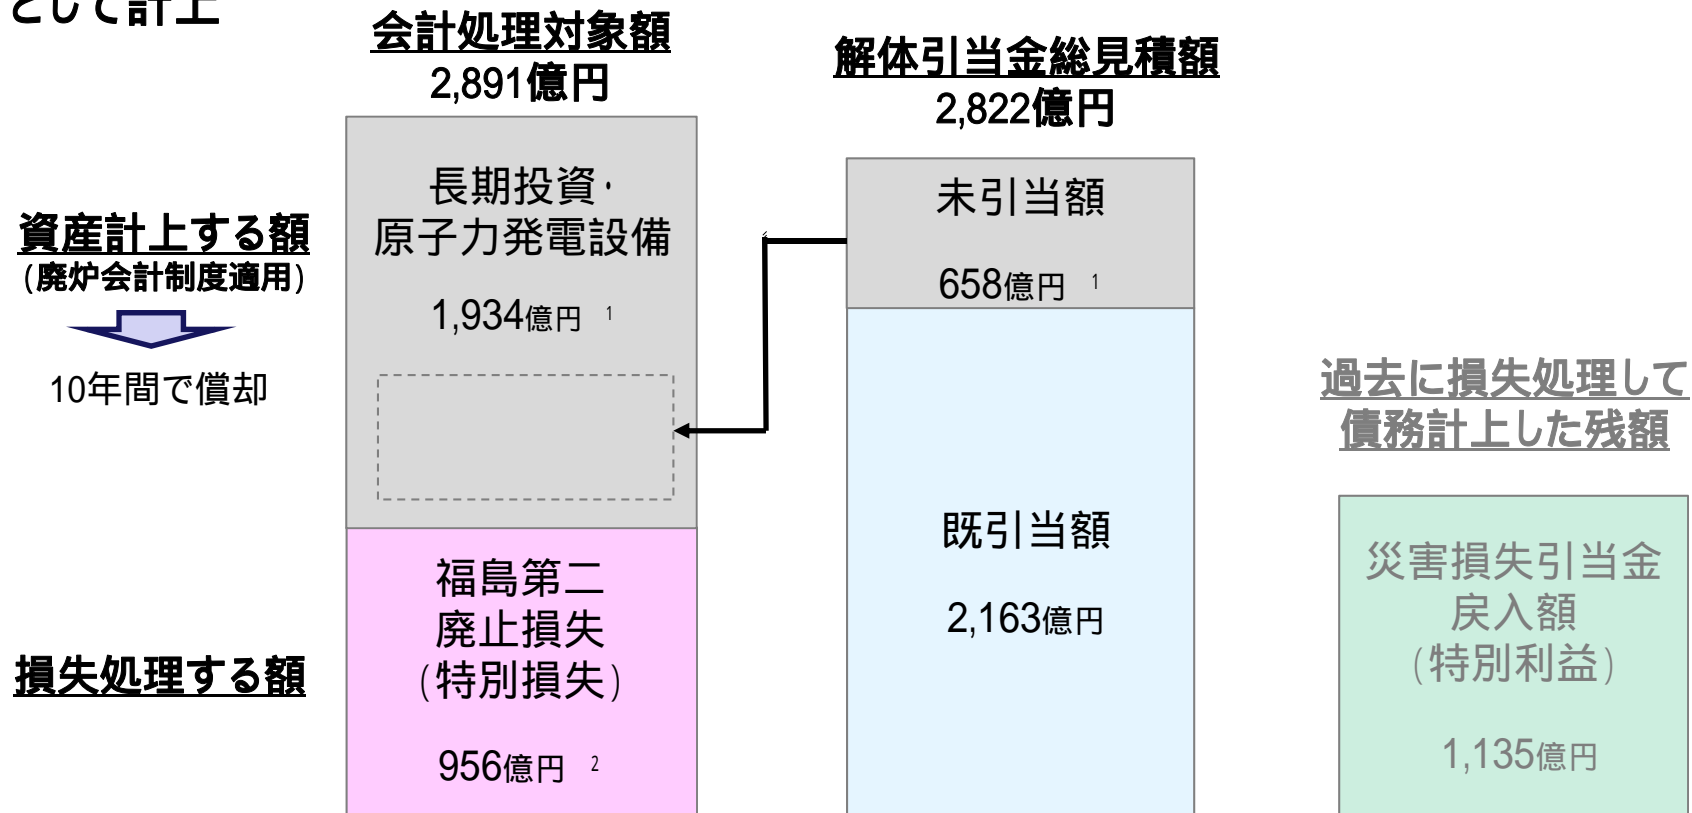 として計上
会計処理対象額
2,891億円
解体引当金総見積額
2,822億円
長期投資・
原子力発電設備
1,934億円 1
未引当額
658億円 1
資産計上する額
(廃炉会計制度適用)
10年間で償却
過去に損失処理して
債務計上した残額
既引当額
2,163億円
福島第二
廃止損失
(特別損失)
956億円 2
損失処理する額
災害損失引当金
戻入額
(特別利益)
1,135億円